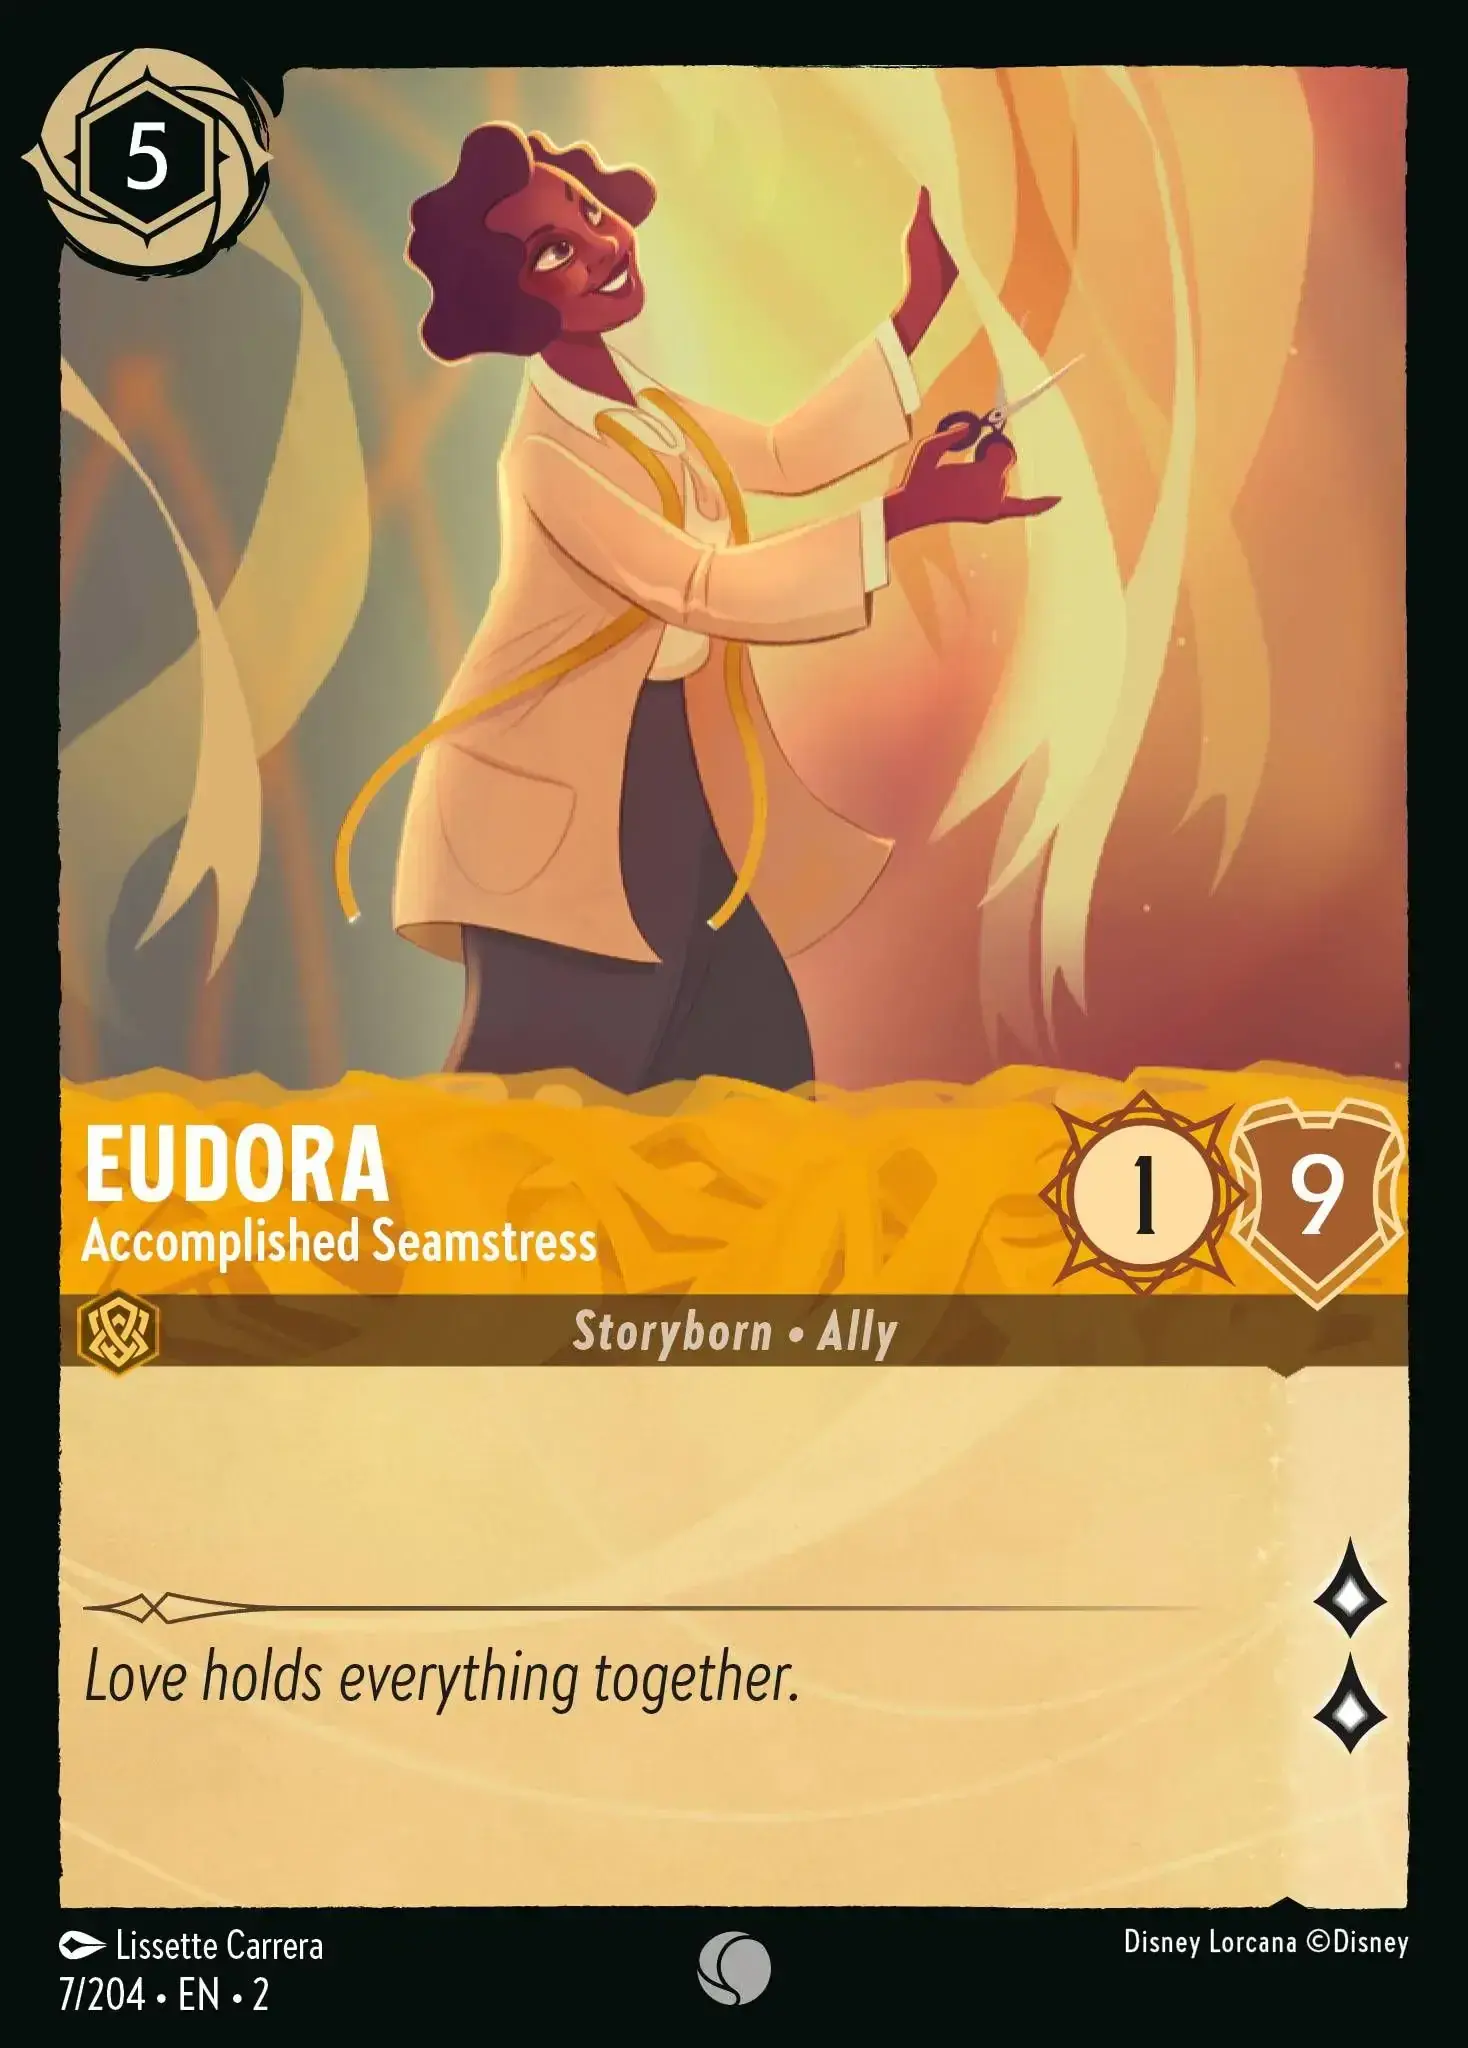 5
EUDORA
Accomplished Seamstress
1
9
Storyborn • Ally
Love holds everything together.
Lissette Carrera
Disney Lorcana ©Disney
7/204 • EN • 2